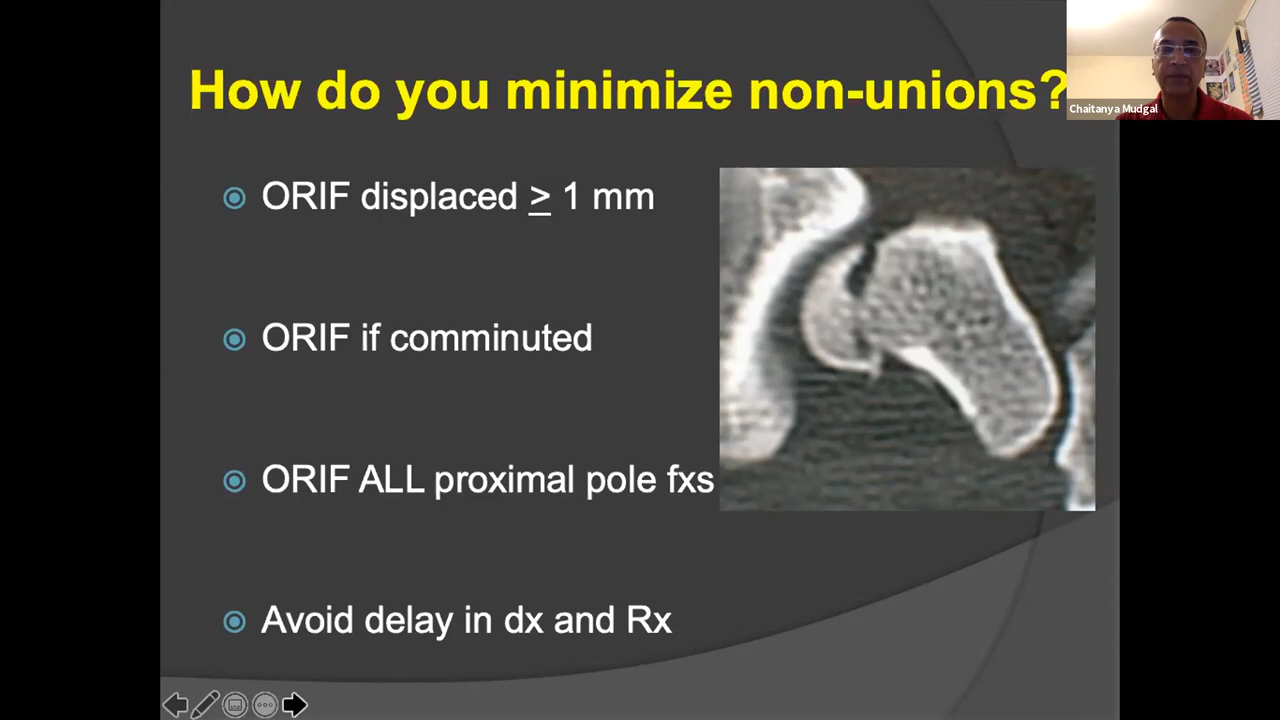 How do you minimize non-unions?
Chaitanya Mudgal
ORIF displaced ≥ 1 mm
ORIF if comminuted
ORIF ALL proximal pole fxs
Avoid delay in dx and Rx